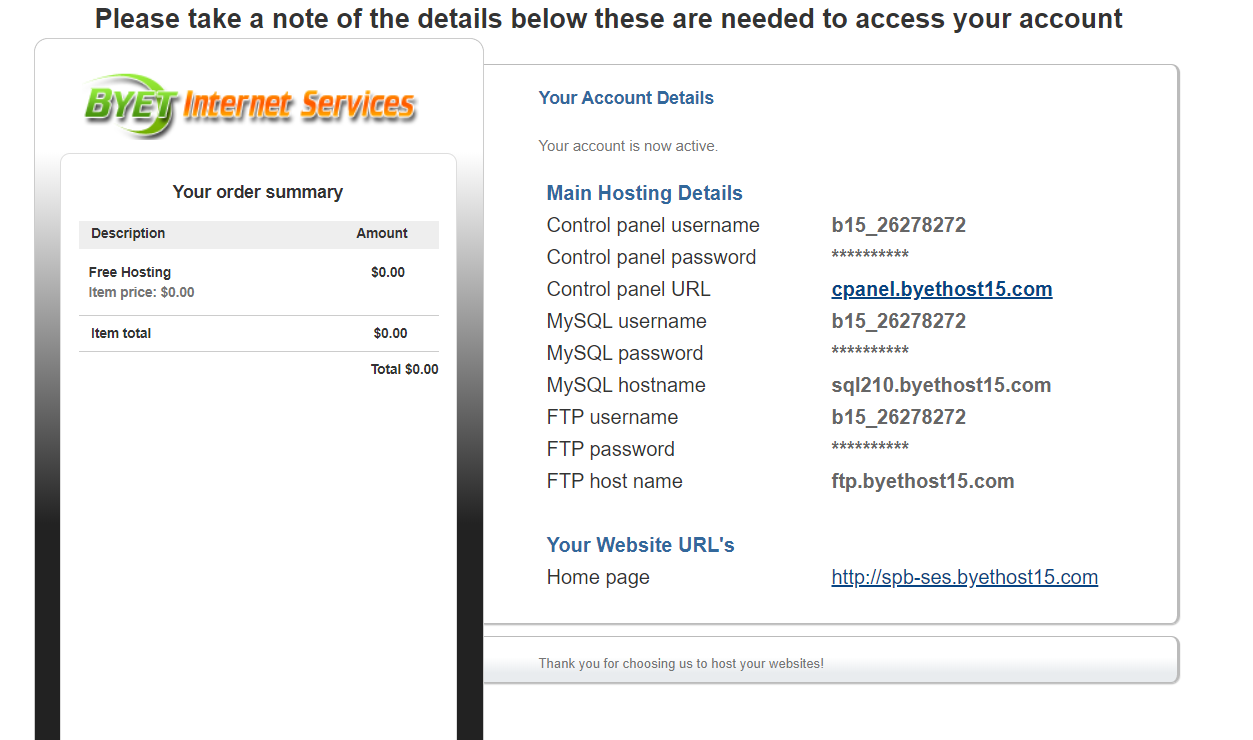 Please take a note of the details below these are needed to access your account
BYET Internet Services
Your order summary
Description Amount
Free Hosting $0.00
Item price: $0.00
Item total $0.00
Total $0.00
Your Account Details
Your account is now active.
Main Hosting Details
Control panel username b15_26278272
Control panel password **********
Control panel URL cpanel.byethost15.com
MySQL username b15_26278272
MySQL password **********
MySQL hostname sql210.byethost15.com
FTP username b15_26278272
FTP password **********
FTP host name ftp.byethost15.com
Your Website URL's
Home page http://spb-ses.byethost15.com
Thank you for choosing us to host your websites!